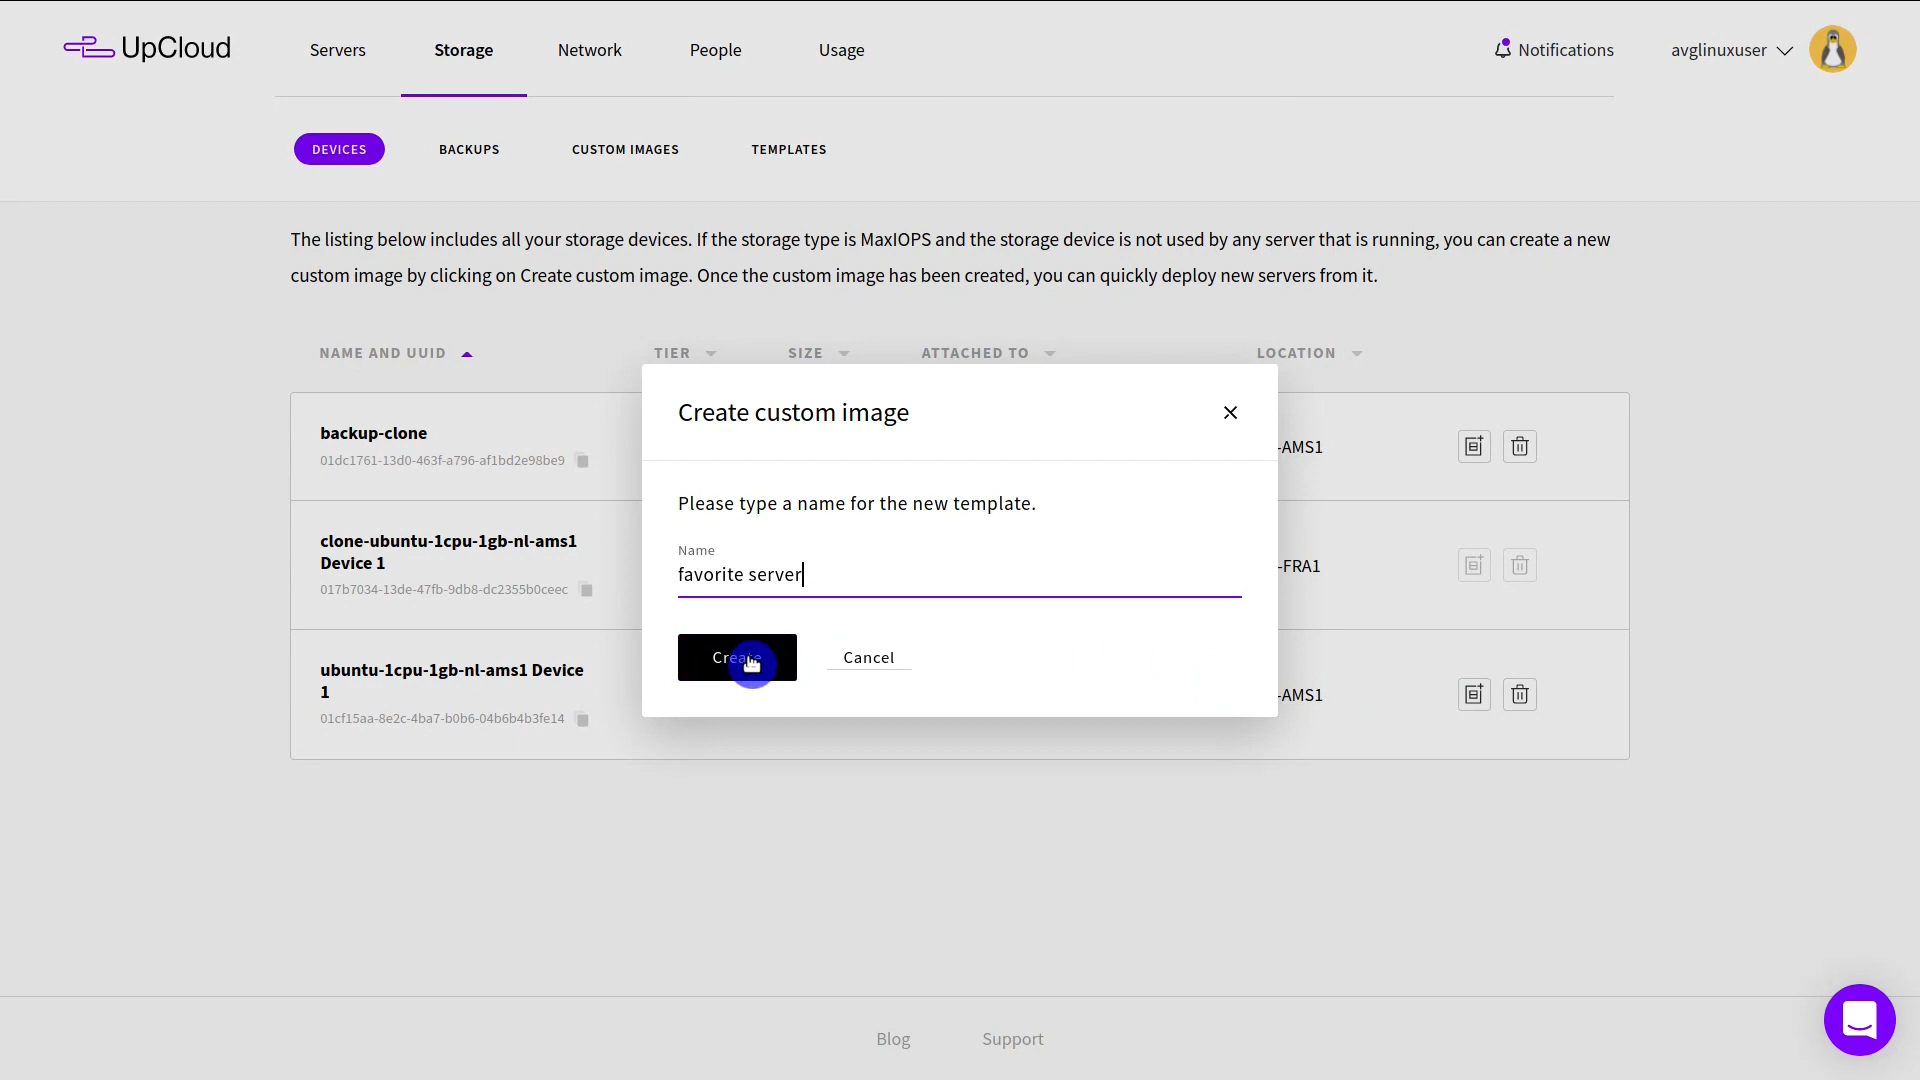 UpCloud
Servers
Storage
Network
People
Usage
Notifications
avglinuxuser
DEVICES
BACKUPS
CUSTOM IMAGES
TEMPLATES
The listing below includes all your storage devices. If the storage type is MaxIOPS and the storage device is not used by any server that is running, you can create a new
custom image by clicking on Create custom image. Once the custom image has been created, you can quickly deploy new servers from it.
NAME AND UUID
TIER
SIZE
ATTACHED TO
LOCATION
backup-clone
01dc1761-13d0-463f-a796-af1bd2e98be9
-AMS1
clone-ubuntu-1cpu-1gb-nl-ams1
Device 1
017b7034-13de-47fb-9db8-dc2355b0ceec
-FRA1
ubuntu-1cpu-1gb-nl-ams1 Device
1
01cf15aa-8e2c-4ba7-b0b6-04b6b4b3fe14
-AMS1
Create custom image
Please type a name for the new template.
Name
favorite server
Create
Cancel
Blog
Support